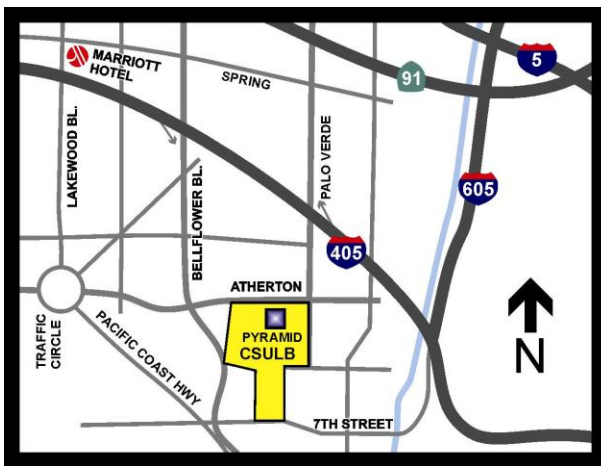 MARRIOTT
HOTEL
SPRING
91
5
LAKEWOOD BL.
BELLFLOWER BL.
PALO VERDE
605
405
ATHERTON
TRAFFIC
CIRCLE
PACIFIC COAST HWY
PYRAMID
CSULB
7TH STREET
N